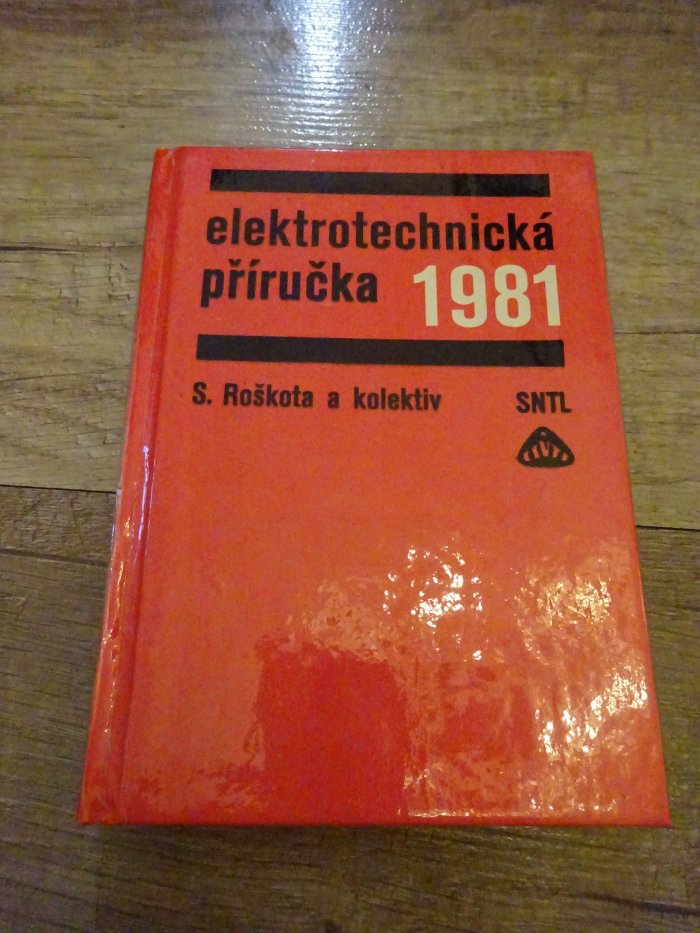 elektrotechnická
příručka 1981
S. Roškota a kolektiv
SNTL